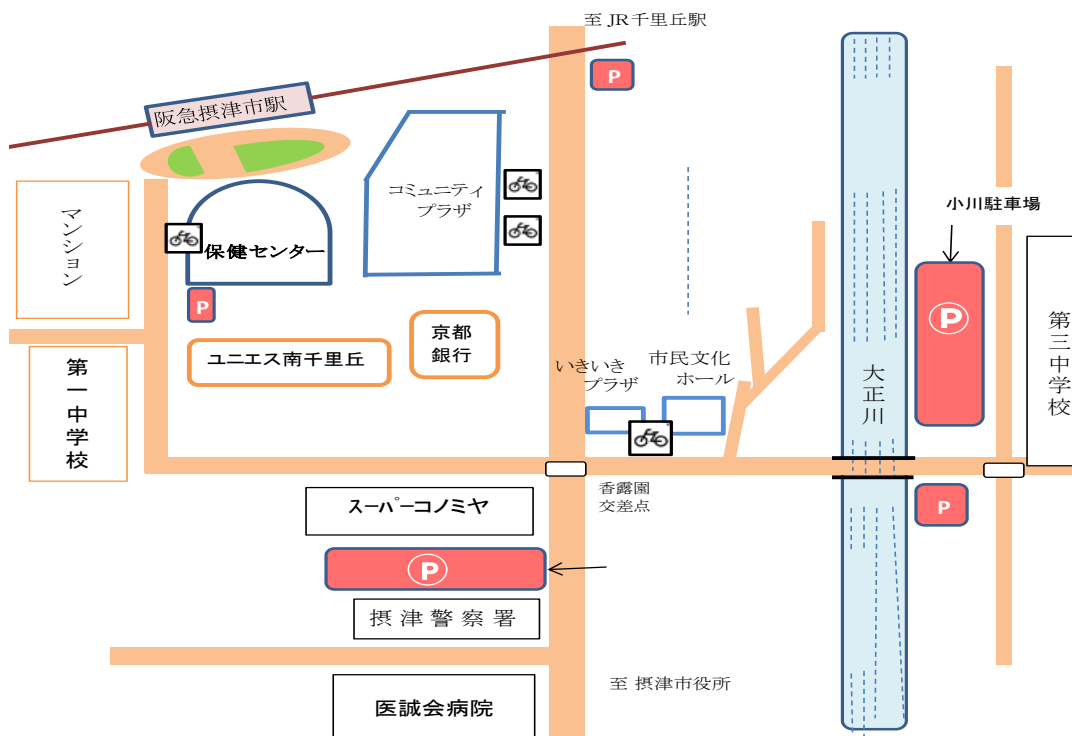 至 JR千里丘駅
P
阪急摂津市駅
コミュニティ
プラザ
マンション
保健センター
P
小川駐車場
P
第三中学校
京都
銀行
ユニエス南千里丘
いきいき
プラザ
市民文化
ホール
大正川
第一中学校
香露園
交差点
スーパーコノミヤ
P
P
摂津警察署
至 摂津市役所
医誠会病院